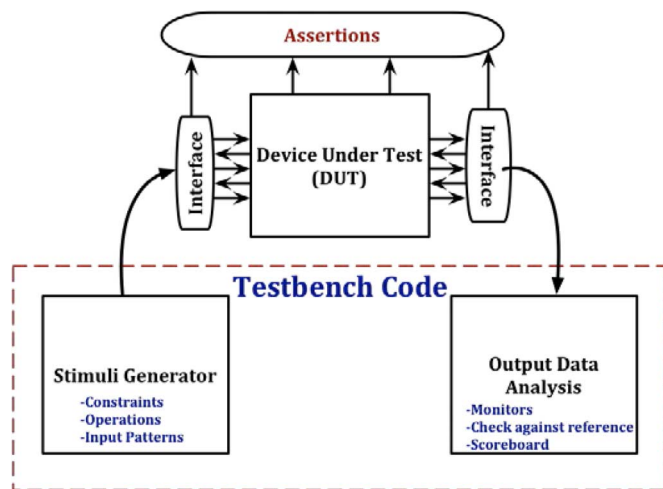 Assertions
Interface
Device Under Test
(DUT)
Interface
Testbench Code
Stimuli Generator
-Constraints
-Operations
-Input Patterns
Output Data
Analysis
-Monitors
-Check against reference
-Scoreboard